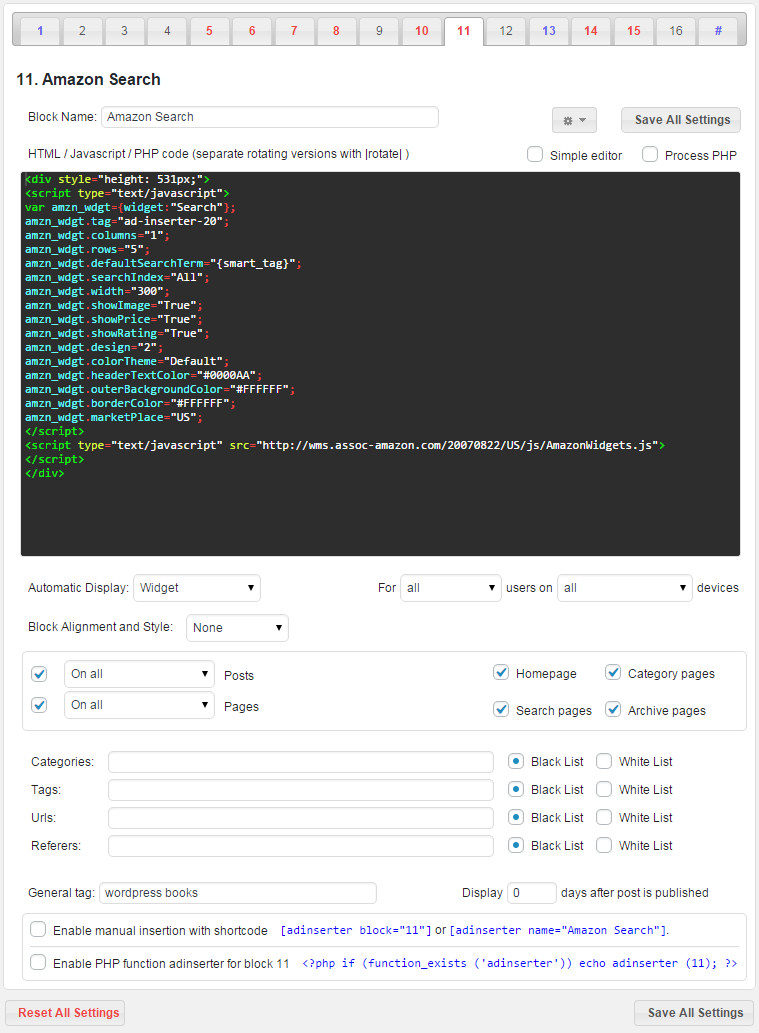 1 2 3 4 5 6 7 8 9 10 11 12 13 14 15 16 #
11. Amazon Search
Block Name: Amazon Search Save All Settings
HTML / Javascript / PHP code (separate rotating versions with |rotate| ) Simple editor Process PHP
<div style="height: 531px;">
<script type="text/javascript">
var amzn_wdgt={widget:"Search"};
amzn_wdgt.tag="ad-inserter-20";
amzn_wdgt.columns="1";
amzn_wdgt.rows="5";
amzn_wdgt.defaultSearchTerm="{smart_tag}";
amzn_wdgt.searchIndex="All";
amzn_wdgt.width="300";
amzn_wdgt.showImage="True";
amzn_wdgt.showPrice="True";
amzn_wdgt.showRating="True";
amzn_wdgt.design="2";
amzn_wdgt.colorTheme="Default";
amzn_wdgt.headerTextColor="#0000AA";
amzn_wdgt.outerBackgroundColor="#FFFFFF";
amzn_wdgt.borderColor="#FFFFFF";
amzn_wdgt.marketPlace="US";
</script>
<script type="text/javascript" src="http://wms.assoc-amazon.com/20070822/US/js/AmazonWidgets.js">
</script>
</div>
Automatic Display: Widget For all users on all devices
Block Alignment and Style: None
On all Posts Homepage Category pages
On all Pages Search pages Archive pages
Categories: Black List White List
Tags: Black List White List
Urls: Black List White List
Referers: Black List White List
General tag: wordpress books Display 0 days after post is published
Enable manual insertion with shortcode [adinserter block="11"] or [adinserter name="Amazon Search"].
Enable PHP function adinserter for block 11 <?php if (function_exists ('adinserter')) echo adinserter (11); ?>
Reset All Settings Save All Settings